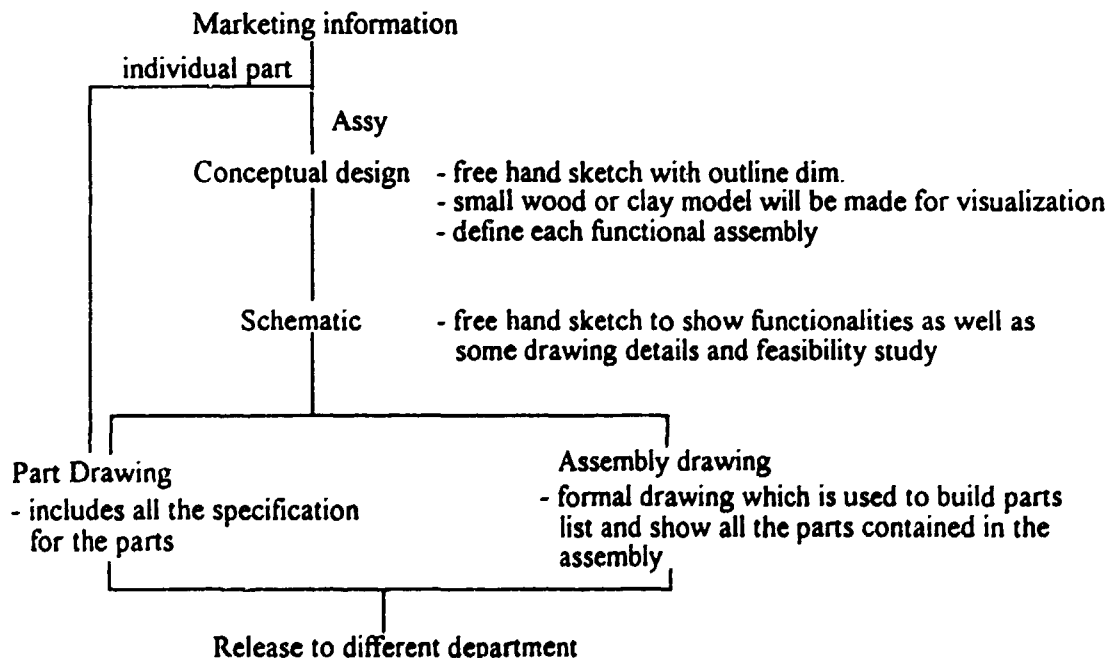 Marketing information
individual part
Assy
Conceptual design - free hand sketch with outline dim.
- small wood or clay model will be made for visualization
- define each functional assembly
Schematic - free hand sketch to show functionalities as well as
some drawing details and feasibility study
Part Drawing
- includes all the specification
for the parts
Assembly drawing
- formal drawing which is used to build parts
list and show all the parts contained in the
assembly
Release to different department